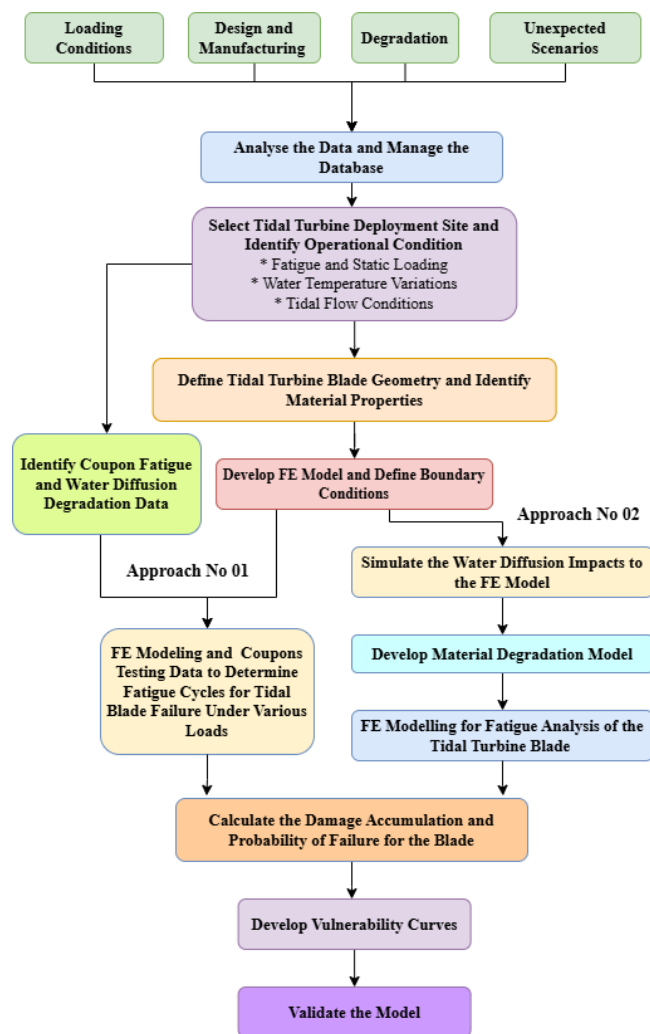 Loading
Conditions
Design and
Manufacturing
Degradation
Unexpected
Scenarios
Analyse the Data and Manage the
Database
Select Tidal Turbine Deployment Site and
Identify Operational Condition
* Fatigue and Static Loading
* Water Temperature Variations
* Tidal Flow Conditions
Define Tidal Turbine Blade Geometry and Identify
Material Properties
Identify Coupon Fatigue
and Water Diffusion
Degradation Data
Develop FE Model and Define Boundary
Conditions
Approach No 02
Approach No 01
Simulate the Water Diffusion Impacts to
the FE Model
FE Modeling and Coupons
Testing Data to Determine
Fatigue Cycles for Tidal
Blade Failure Under Various
Loads
Develop Material Degradation Model
FE Modelling for Fatigue Analysis of the
Tidal Turbine Blade
Calculate the Damage Accumulation and
Probability of Failure for the Blade
Develop Vulnerability Curves
Validate the Model